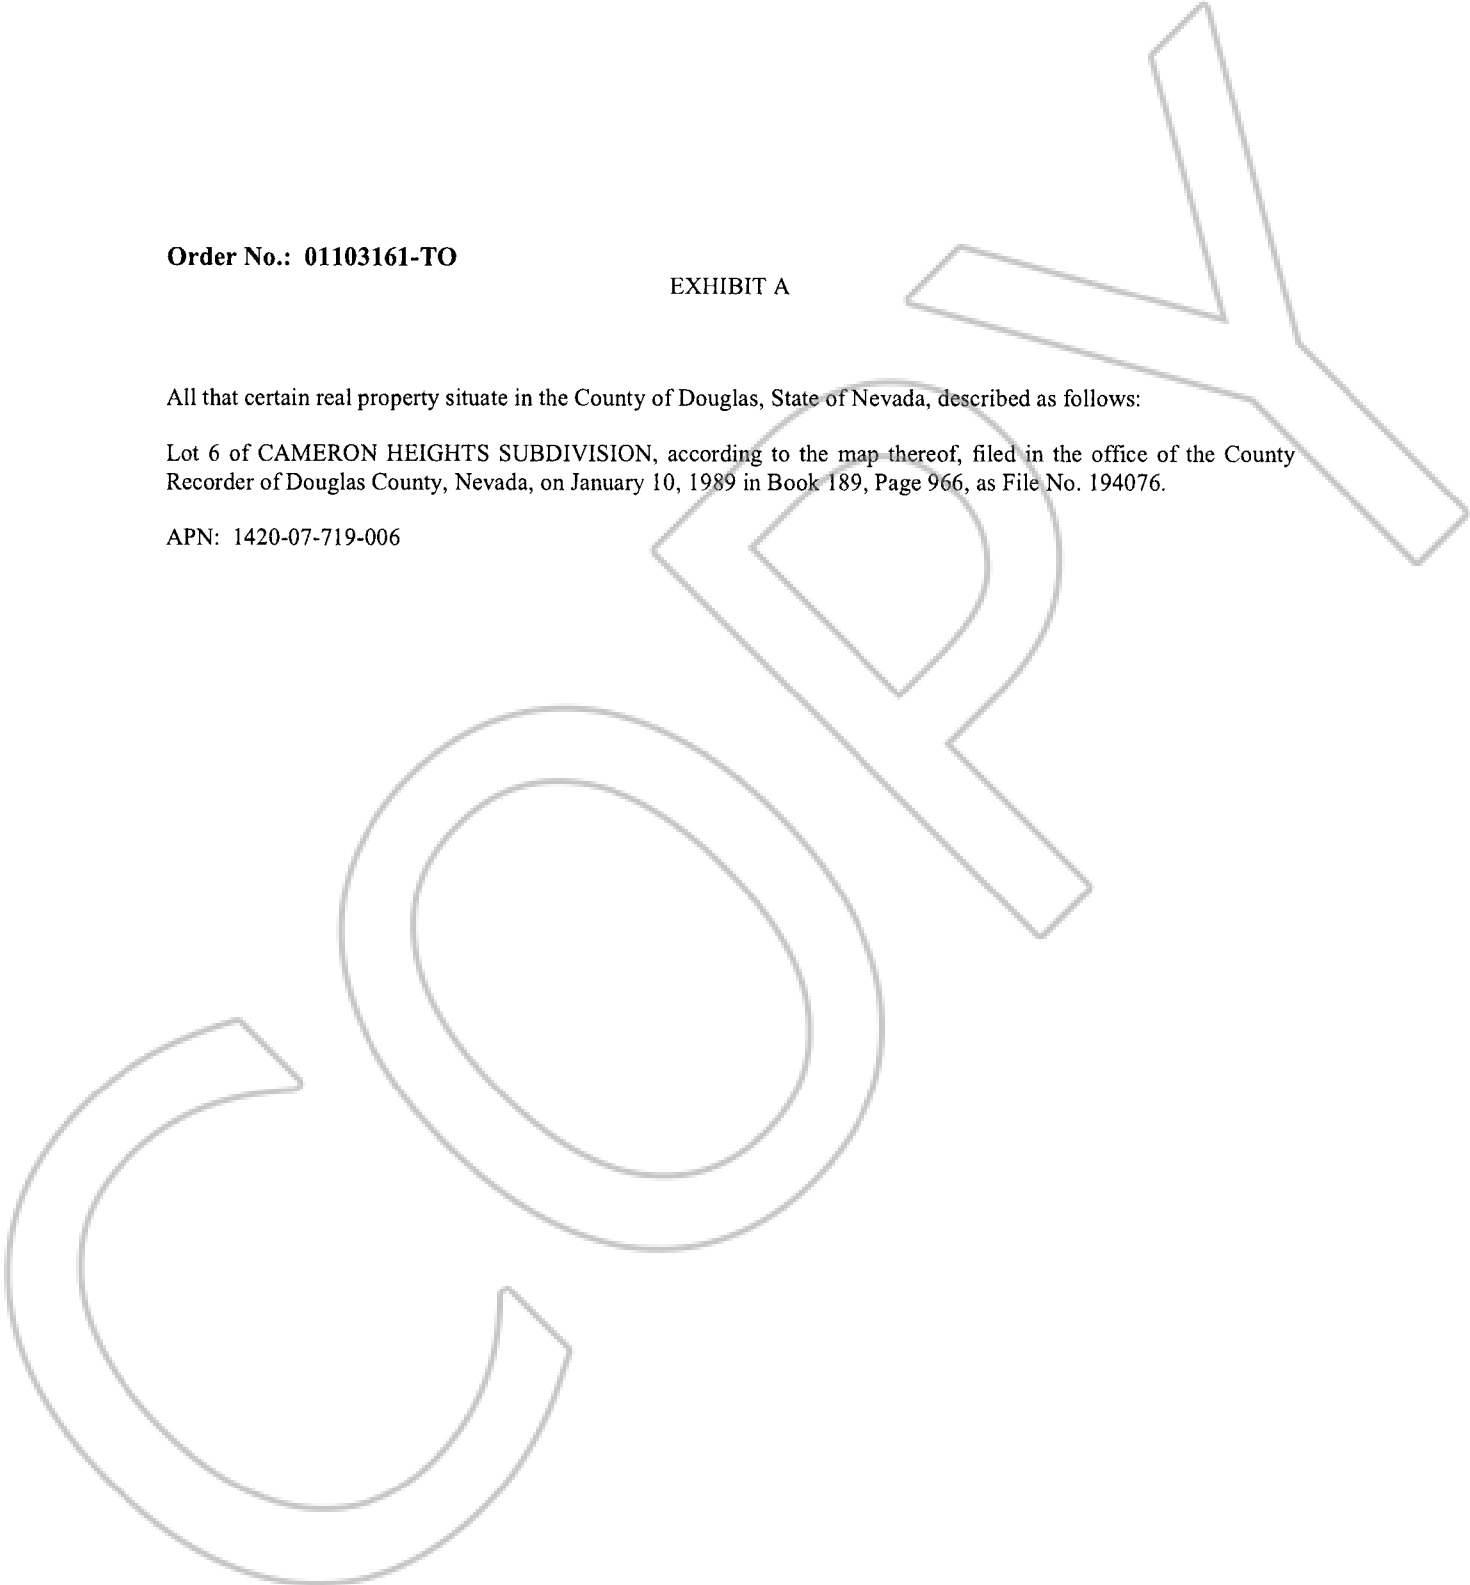 Order No.: 01103161-TO
EXHIBIT A
All that certain real property situate in the County of Douglas, State of Nevada, described as follows:
Lot 6 of CAMERON HEIGHTS SUBDIVISION, according to the map thereof, filed in the office of the County
Recorder of Douglas County, Nevada, on January 10, 1989 in Book 189, Page 966, as File No. 194076.
APN: 1420-07-719-006
COPY